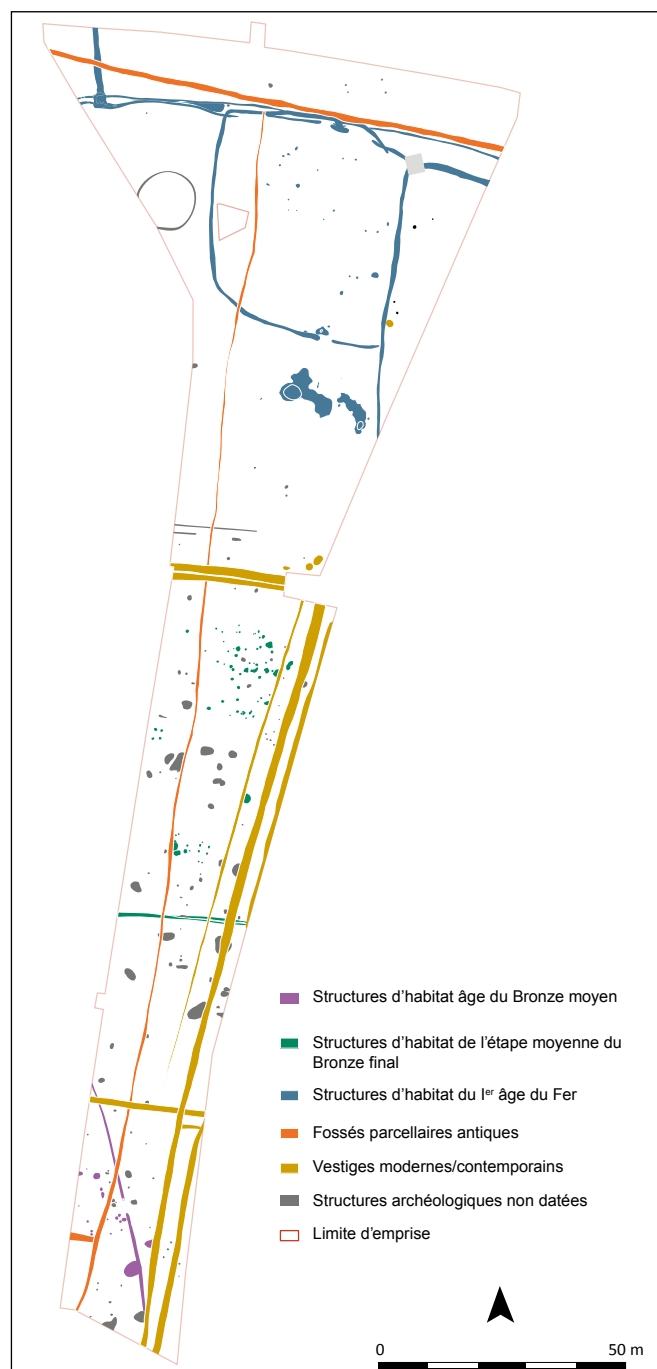 Structures d'habitat âge du Bronze moyen
Structures d'habitat de l'étape moyenne du
Bronze final
Structures d'habitat du Ier âge du Fer
Fossés parcellaires antiques
Vestiges modernes/contemporains
Structures archéologiques non datées
Limite d'emprise
0 50 m